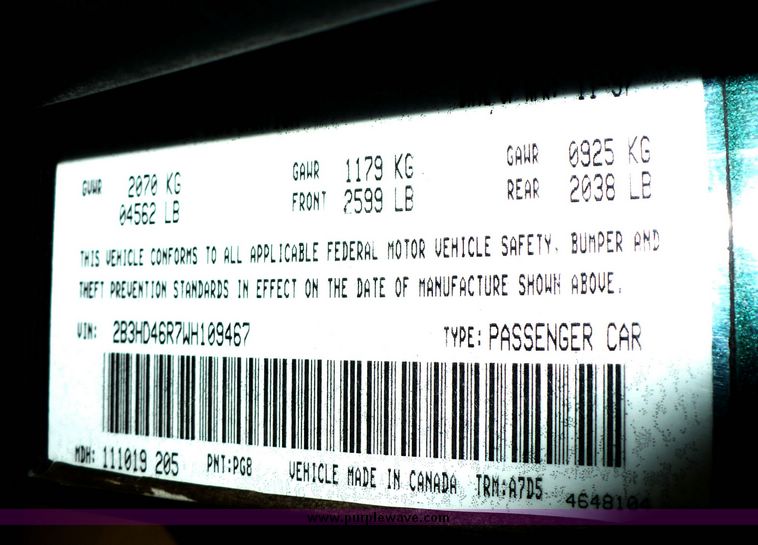 GVWR 2070 KG GAWR 1179 KG GAWR 0925 KG
04562 LB FRONT 2599 LB REAR 2038 LB
THIS VEHICLE CONFORMS TO ALL APPLICABLE FEDERAL MOTOR VEHICLE SAFETY, BUMPER AND
THEFT PREVENTION STANDARDS IN EFFECT ON THE DATE OF MANUFACTURE SHOWN ABOVE.
VIN: 2B3HD46R7WH109467 TYPE: PASSENGER CAR
MDH: 111019 205 PNT:PG8 VEHICLE MADE IN CANADA TRM:A7D5
4648104
www.purplewave.com